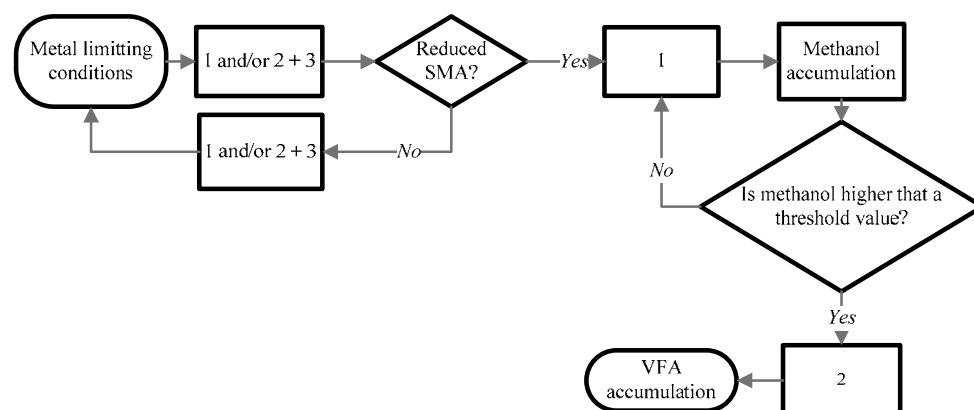 Metal limitting
conditions
1 and/or 2 + 3
Reduced
SMA?
Yes
1
Methanol
accumulation
1 and/or 2 + 3
No
No
Is methanol higher that a
threshold value?
Yes
VFA
accumulation
2